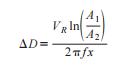 ΔD = V_R ln(A_1/A_2) / 2πfx